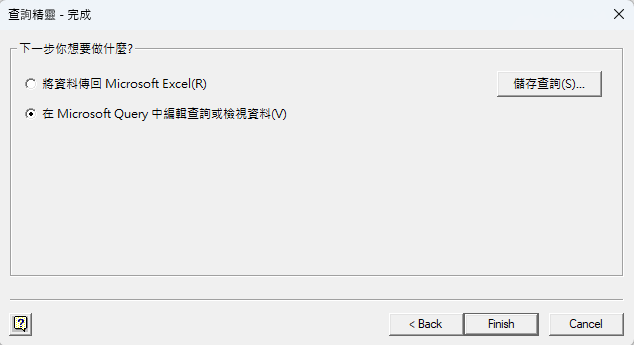 查詢精靈 - 完成
下一步你想要做什麼?
將資料傳回 Microsoft Excel(R)
儲存查詢(S)...
在 Microsoft Query 中編輯查詢或檢視資料(V)
?
< Back
Finish
Cancel